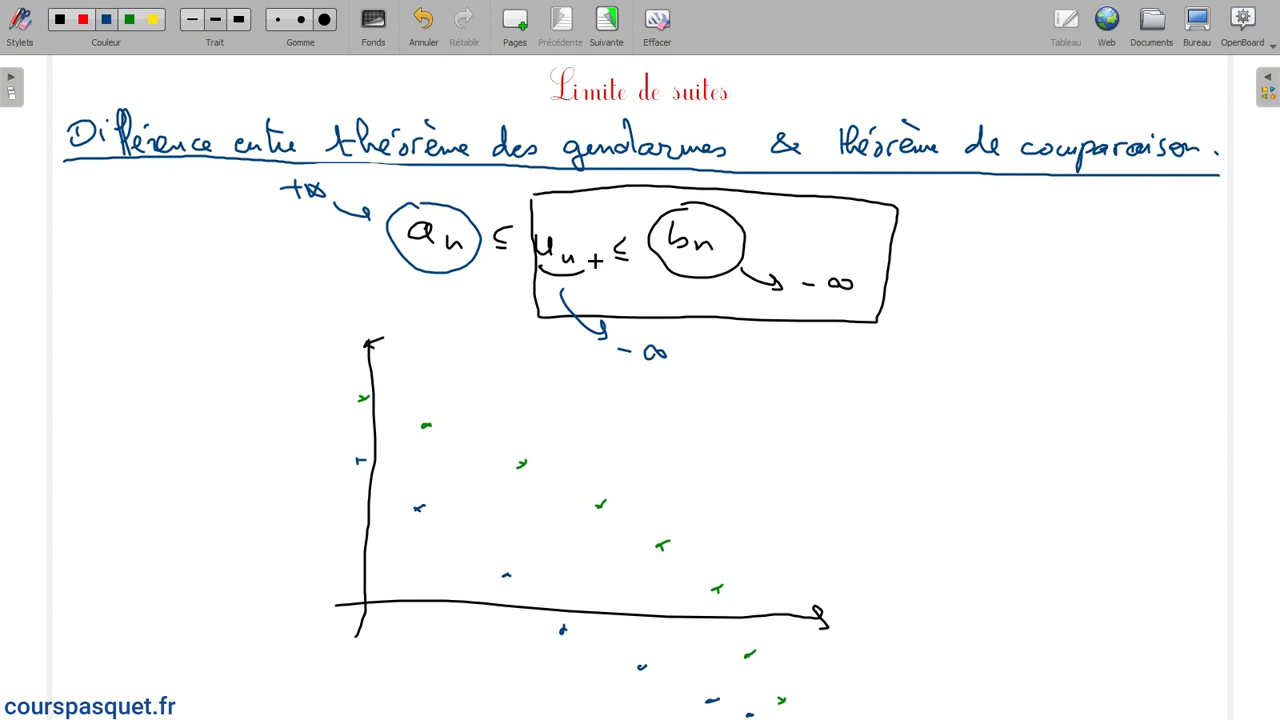 Stylets Couleur Trait Gomme Fonds Annuler Rétablir Pages Précédente Suivante Effacer Tableau Web Documents Bureau OpenBoard
Limite de suites
Différence entre théorème des gendarmes & théorème de comparaison.
+∞
aₙ ≤ uₙ + ≤ bₙ
- ∞
- ∞
courspasquet.fr